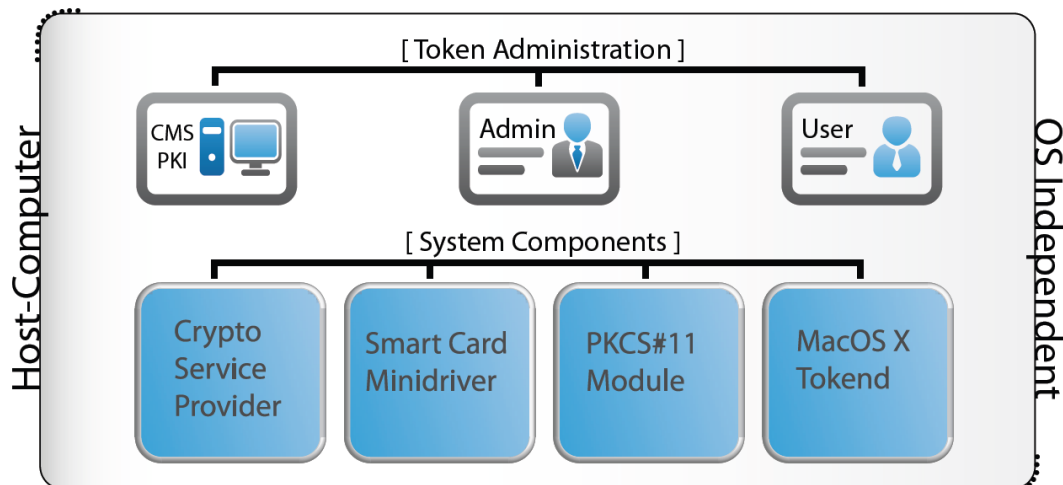 [ Token Administration ]
CMS
PKI
Admin
User
Host-Computer
OS Independent
[ System Components ]
Crypto
Service
Provider
Smart Card
Minidriver
PKCS#11
Module
MacOS X
Tokend